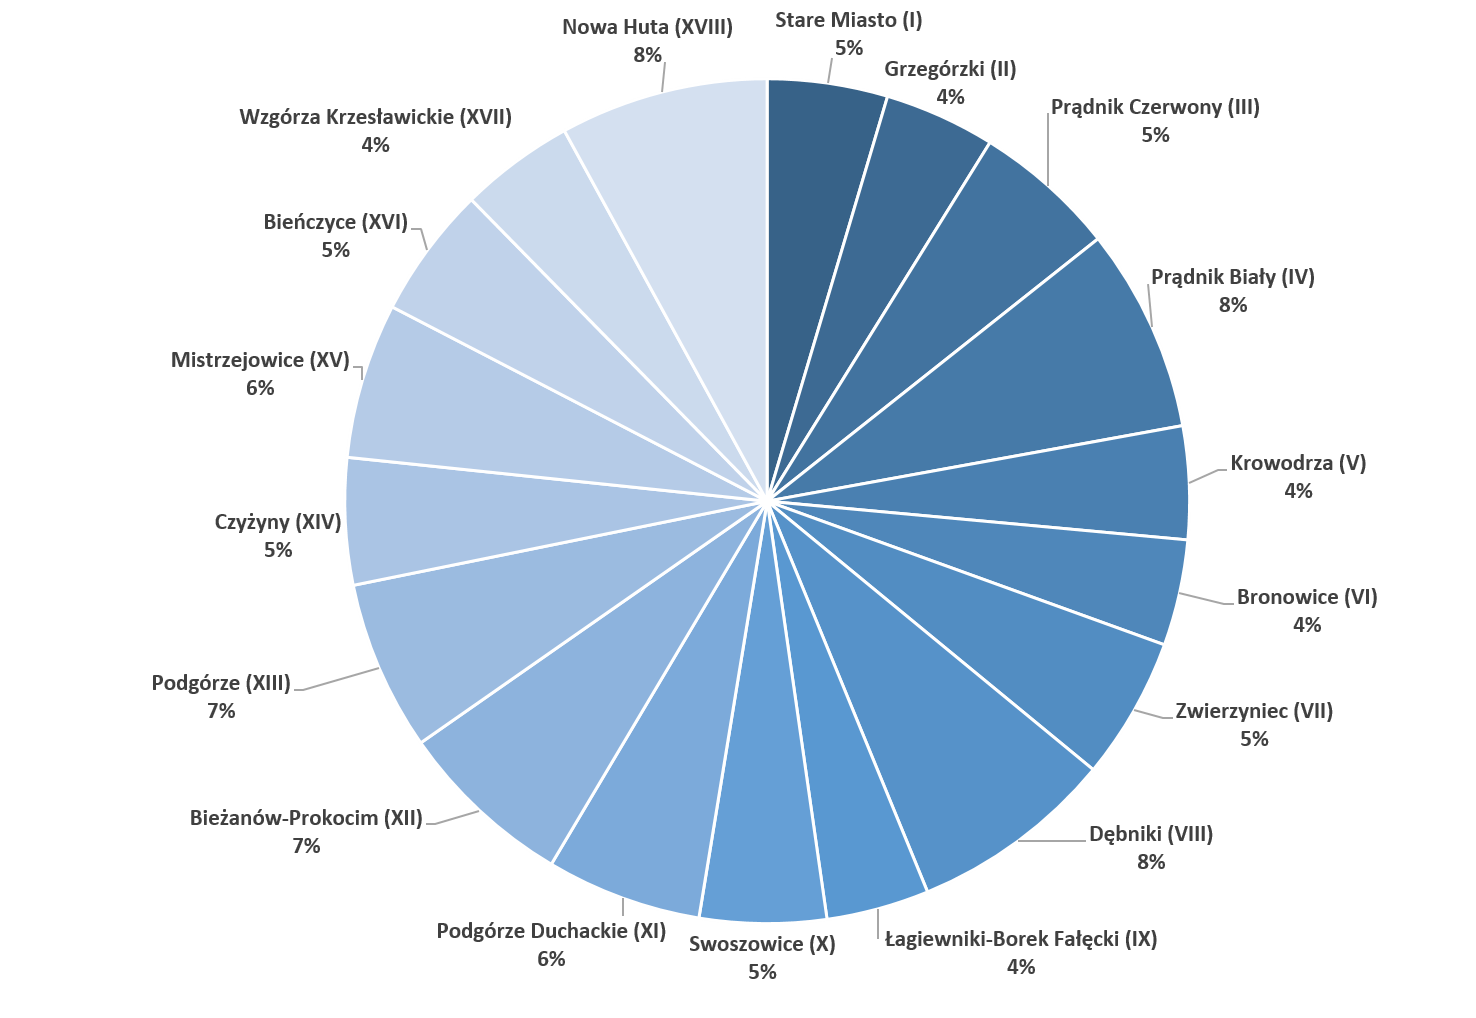 Stare Miasto (I)
5%
Grzegórzki (II)
4%
Prądnik Czerwony (III)
5%
Prądnik Biały (IV)
8%
Krowodrza (V)
4%
Bronowice (VI)
4%
Zwierzyniec (VII)
5%
Dębniki (VIII)
8%
Łagiewniki-Borek Fałęcki (IX)
4%
Swoszowice (X)
5%
Podgórze Duchackie (XI)
6%
Bieżanów-Prokocim (XII)
7%
Podgórze (XIII)
7%
Czyżyny (XIV)
5%
Mistrzejowice (XV)
6%
Bieńczyce (XVI)
5%
Wzgórza Krzesławickie (XVII)
4%
Nowa Huta (XVIII)
8%